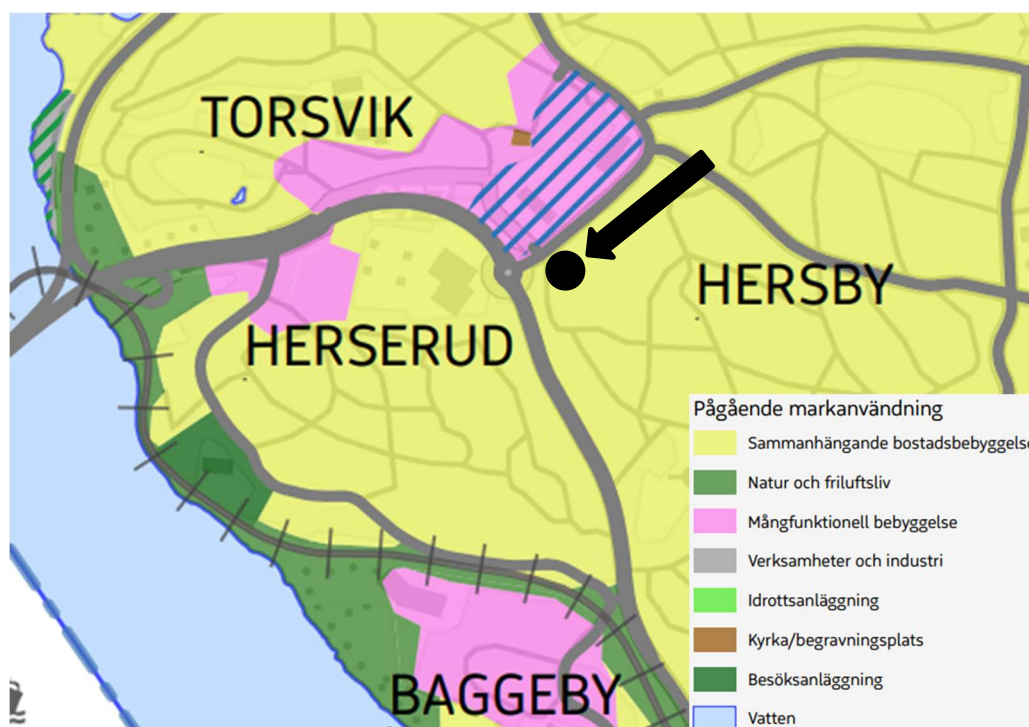 TORSVIK
HERSBY
HERSERUD
BAGGEBY
Pågående markanvändning
Sammanhängande bostadsbebyggelse
Natur och friluftsliv
Mångfunktionell bebyggelse
Verksamheter och industri
Idrottsanläggning
Kyrka/begravningsplats
Besöksanläggning
Vatten